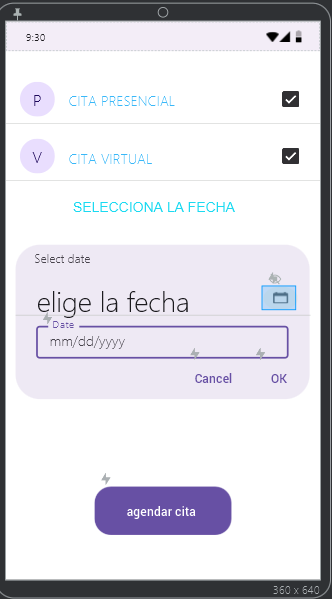 9:30
P CITA PRESENCIAL
V CITA VIRTUAL
SELECCIONA LA FECHA
Select date
elige la fecha
Date
mm/dd/yyyy
Cancel OK
agendar cita
360 x 640